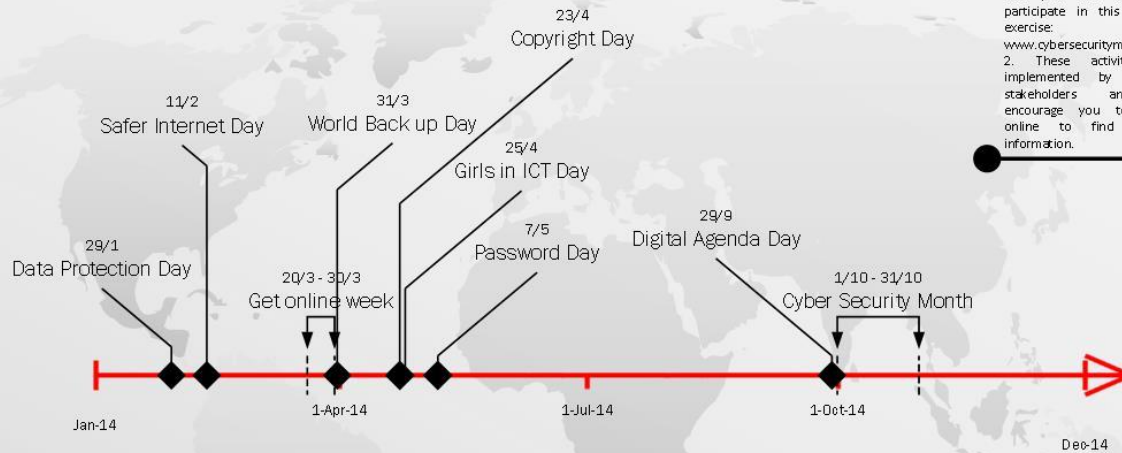 participate in this
exercise:
2. These
implemented by
stakeholders
encourage you
online to find
information.
23/4
Copyright Day
11/2
Safer Internet Day
31/3
World Back up Day
25/4
Girls in ICT Day
7/5
Password Day
29/9
Digital Agenda Day
29/1
Data Protection Day
20/3 - 30/3
Get online week
1/10 - 31/10
Cyber Security Month
Jan-14
1-Apr-14
1-Jul-14
1-Oct-14
Dec-14